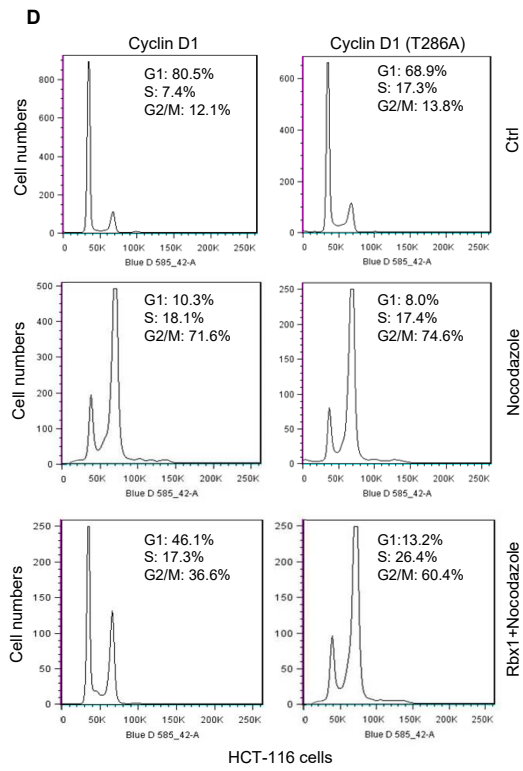 D
Cyclin D1
Cyclin D1 (T286A)
Cell numbers
800
600
400
200
0
G1: 80.5%
S: 7.4%
G2/M: 12.1%
0 50K 100K 150K 200K 250K
Blue D 585_42-A
600
400
200
0
G1: 68.9%
S: 17.3%
G2/M: 13.8%
0 50K 100K 150K 200K 250K
Blue D 585_42-A
Ctrl
Cell numbers
500
400
300
200
100
0
G1: 10.3%
S: 18.1%
G2/M: 71.6%
0 50K 100K 150K 200K 250K
Blue D 585_42-A
250
200
150
100
50
0
G1: 8.0%
S: 17.4%
G2/M: 74.6%
0 50K 100K 150K 200K 250K
Blue D 585_42-A
Nocodazole
Cell numbers
250
200
150
100
50
0
G1: 46.1%
S: 17.3%
G2/M: 36.6%
0 50K 100K 150K 200K 250K
Blue D 585_42-A
250
200
150
100
50
0
G1:13.2%
S: 26.4%
G2/M: 60.4%
0 50K 100K 150K 200K 250K
Blue D 585_42-A
Rbx1+Nocodazole
HCT-116 cells